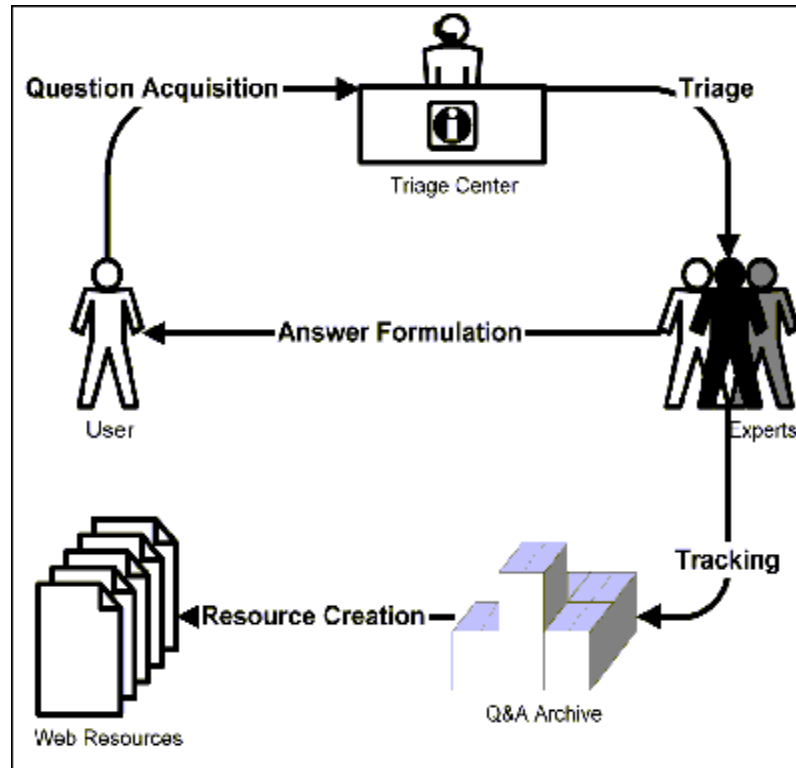 Question Acquisition
Triage
i
Triage Center
Answer Formulation
User
Experts
Tracking
Resource Creation
Q&A Archive
Web Resources